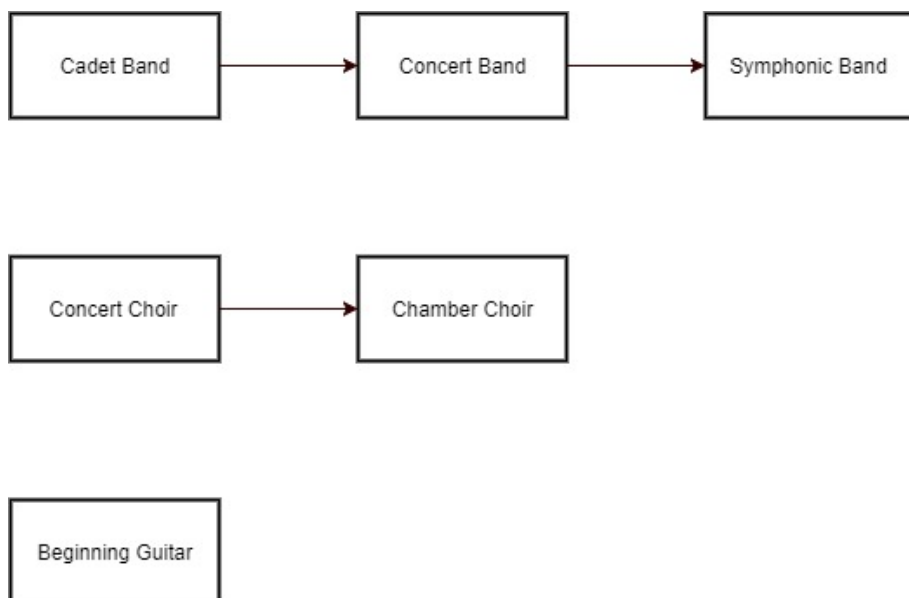 Cadet Band
Concert Band
Symphonic Band
Concert Choir
Chamber Choir
Beginning Guitar